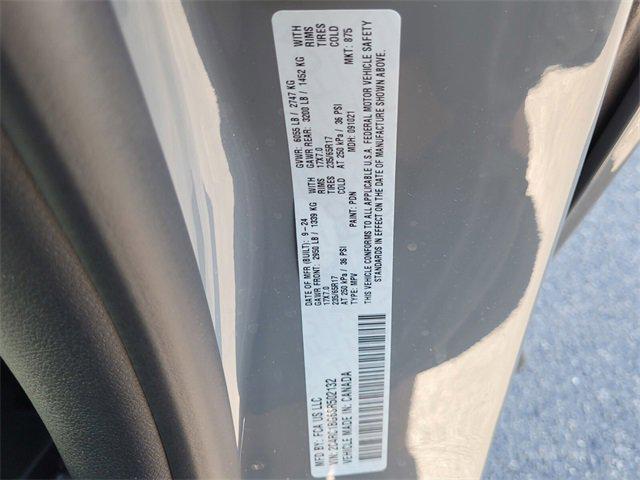 MFD. BY: FCA US LLC
DATE OF MFR (BUILT): 9-24
GVWR: 6055 LB / 2747 KG
GAWR FRONT: 2950 LB / 1339 KG WITH
GAWR REAR: 3200 LB / 1452 KG WITH
17X7.0 RIMS
17X7.0 RIMS
235/65R17 TIRES
235/65R17 TIRES
AT 250 kPa / 36 PSI COLD
AT 250 kPa / 36 PSI COLD
VEHICLE MADE IN: CANADA
TYPE: MPV
PAINT: PDN
MDH: 091021
MKT: 875
THIS VEHICLE CONFORMS TO ALL APPLICABLE U.S.A. FEDERAL MOTOR VEHICLE SAFETY
STANDARDS IN EFFECT ON THE DATE OF MANUFACTURE SHOWN ABOVE.